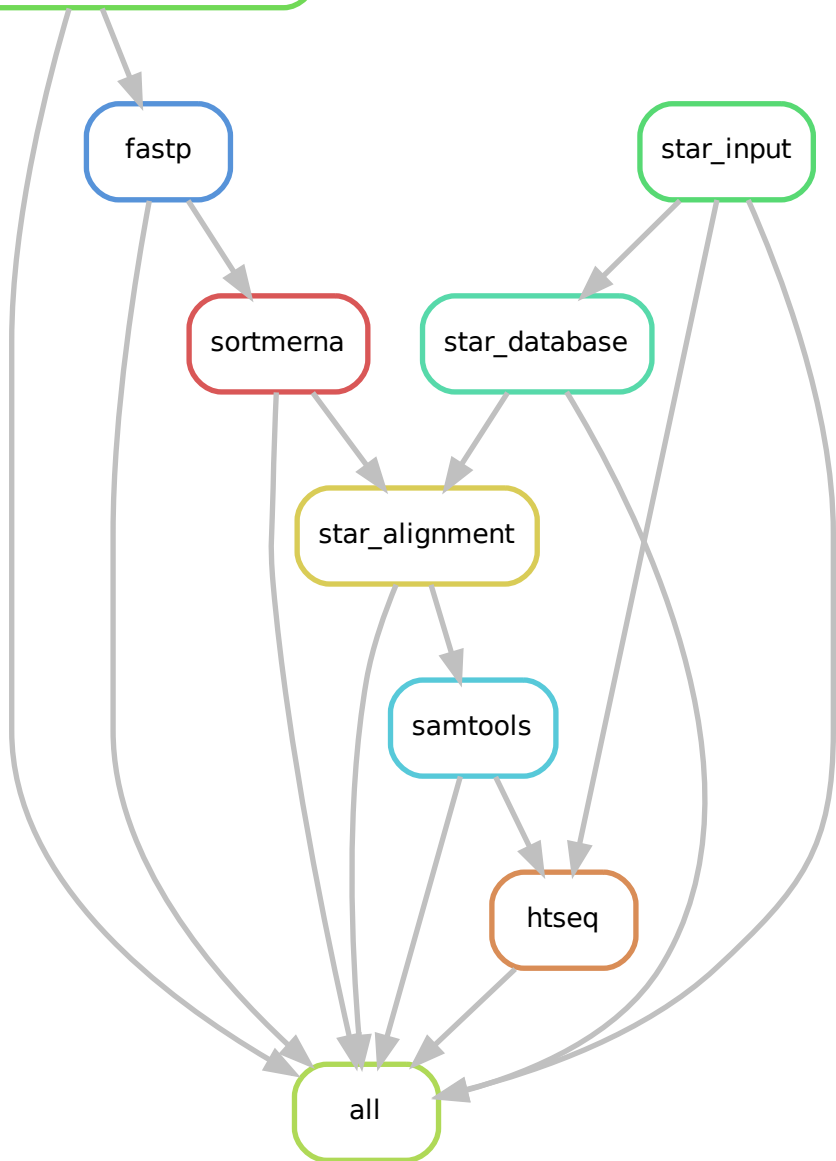 fastp
star_input
sortmerna
star_database
star_alignment
samtools
htseq
all